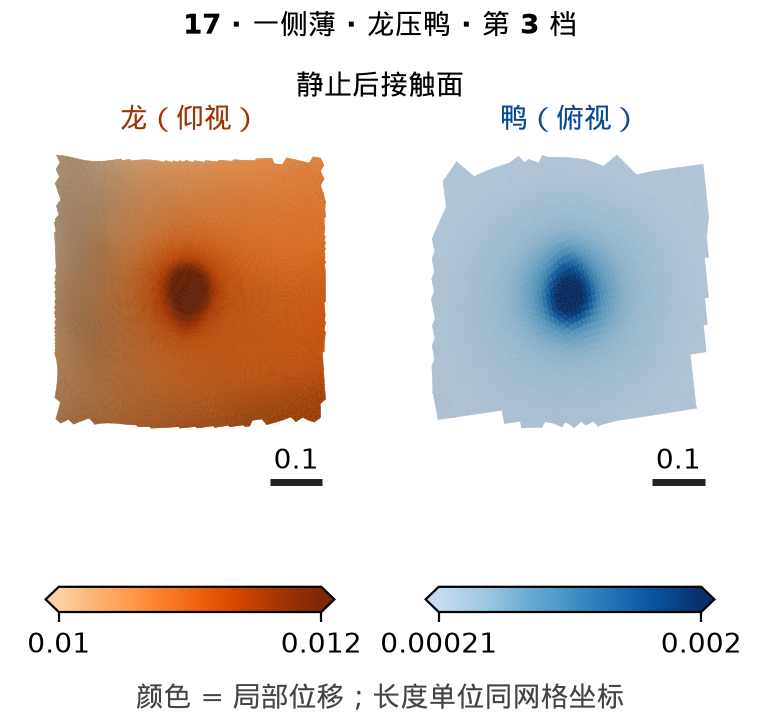 17 · 一侧薄 · 龙压鸭 · 第 3 档
静止后接触面
龙（仰视）
鸭（俯视）
0.1
0.1
0.01
0.012
0.00021
0.002
颜色 = 局部位移；长度单位同网格坐标